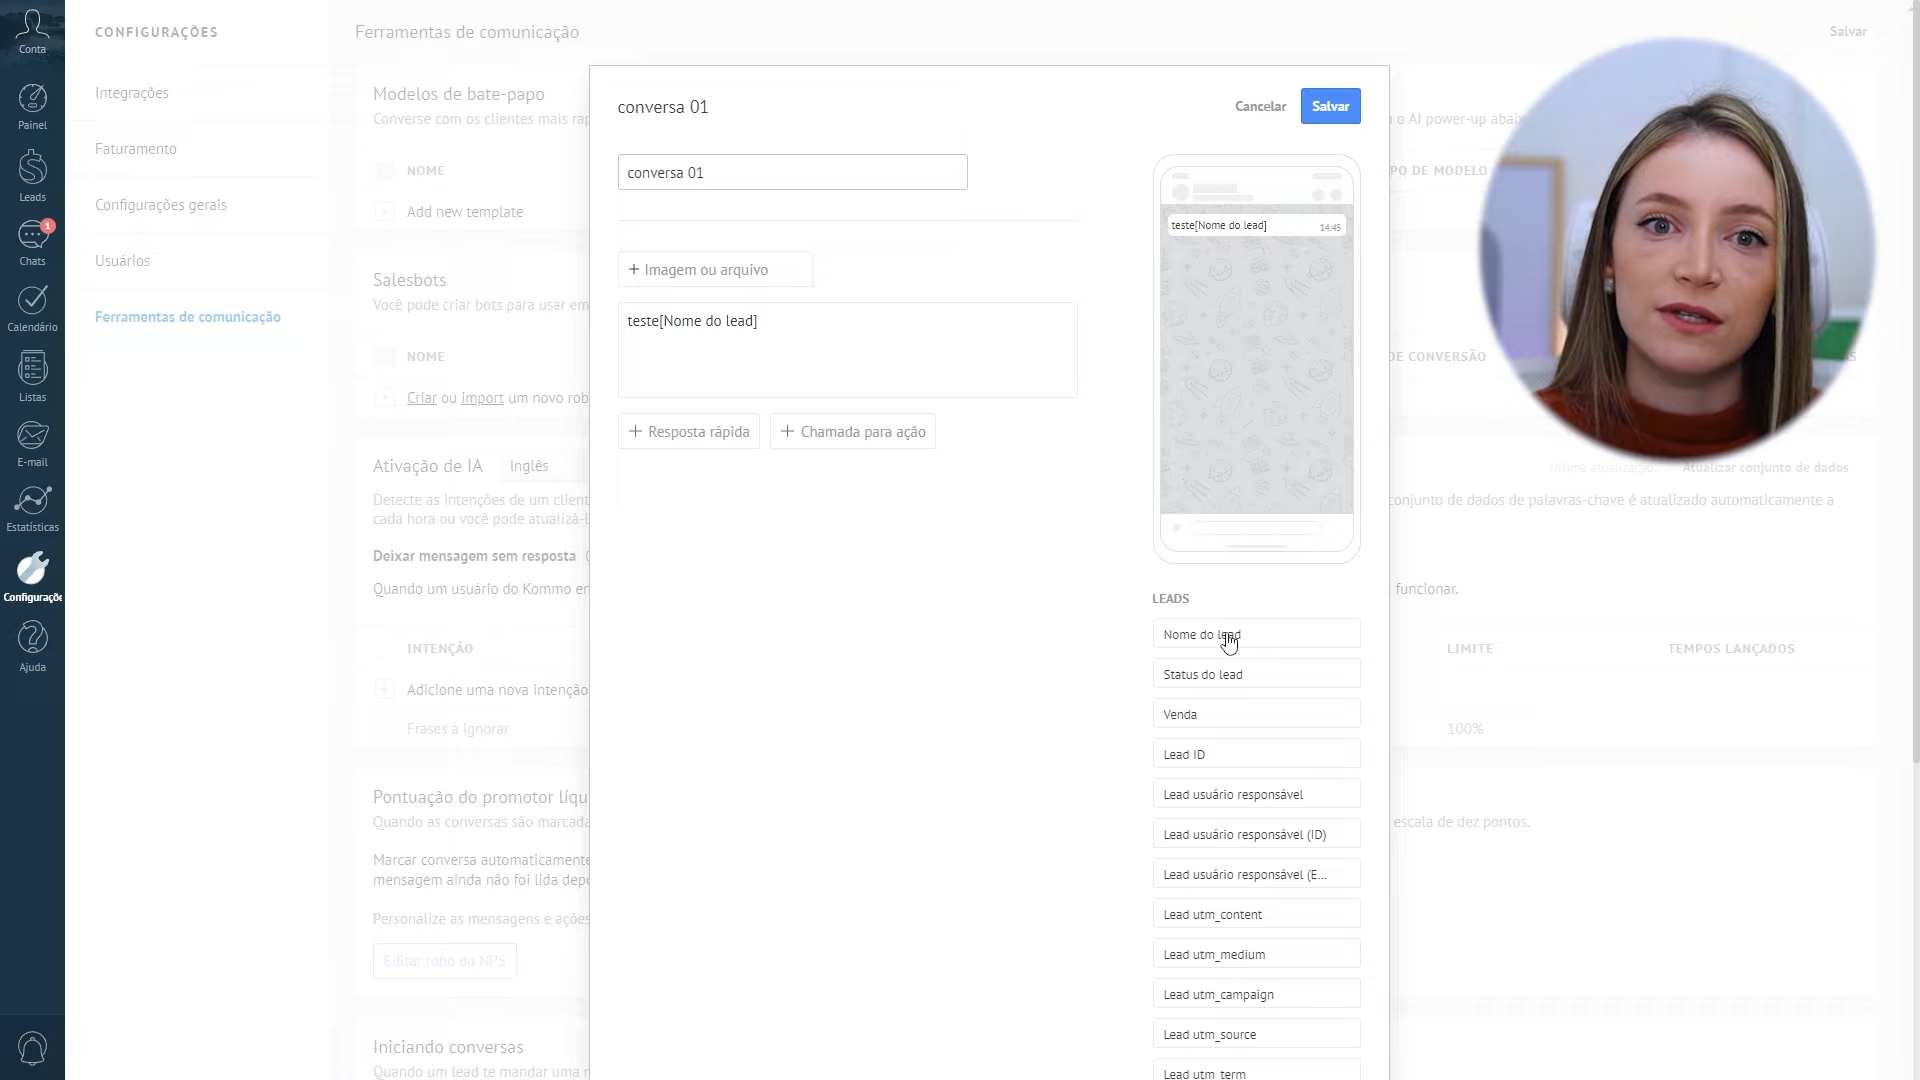 Conta
Painel
Leads
1
Chats
Calendário
Listas
E-mail
Estatísticas
Configuraçõe
Ajuda
CONFIGURAÇÕES
Integrações
Faturamento
Configurações gerais
Usuários
Ferramentas de comunicação
Ferramentas de comunicação
Salvar
Modelos de bate-papo
Converse com os clientes mais rap
o AI power-up abaix
NOME
PO DE MODELO
Add new template
Salesbots
Você pode criar bots para usar em
NOME
DE CONVERSÃO
Criar ou import um novo rob
Ativação de IA
Inglês
Última atualização:
Atualizar conjunto de dados
Detecte as intenções de um client
conjunto de dados de palavras-chave é atualizado automaticamente a
cada hora ou você pode atualizá-l
Deixar mensagem sem resposta
Quando um usuário do Kommo en
funcionar.
INTENÇÃO
LIMITE
TEMPOS LANÇADOS
Adicione uma nova intenção
Frases a ignorar
100%
Pontuação do promotor líqu
Quando as conversas são marcada
escala de dez pontos.
Marcar conversa automaticamente
mensagem ainda não foi lida depo
Personalize as mensagens e ações
Editar robô do NPS
Iniciando conversas
Quando um lead te mandar uma n
conversa 01
Cancelar
Salvar
conversa 01
+ Imagem ou arquivo
teste[Nome do lead]
+ Resposta rápida
+ Chamada para ação
teste[Nome do lead]
14:45
LEADS
Nome do lead
Status do lead
Venda
Lead ID
Lead usuário responsável
Lead usuário responsável (ID)
Lead usuário responsável (E...
Lead utm_content
Lead utm_medium
Lead utm_campaign
Lead utm_source
Lead utm_term